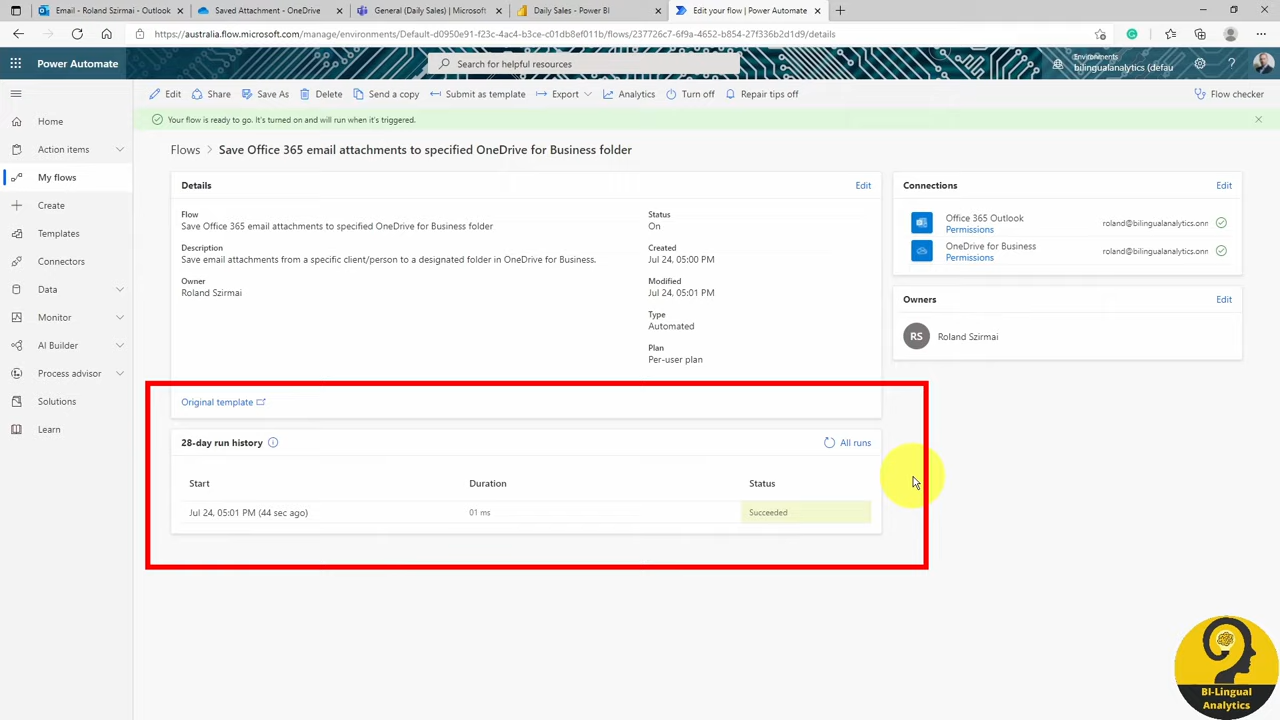 Email - Roland Szirmai - Outlook
Saved Attachment - OneDrive
General (Daily Sales) | Microsoft
Daily Sales - Power BI
Edit your flow | Power Automate
https://australia.flow.microsoft.com/manage/environments/Default-d0950e91-f23c-4ac4-b3ce-c01db8ef011b/flows/237726c7-6f9a-4652-b854-27f336b2d1d9/details
Power Automate
Search for helpful resources
Environments
bilingualanalytics (defau
Edit
Share
Save As
Delete
Send a copy
Submit as template
Export
Analytics
Turn off
Repair tips off
Flow checker
Your flow is ready to go. It's turned on and will run when it's triggered.
Home
Action items
My flows
Create
Templates
Connectors
Data
Monitor
AI Builder
Process advisor
Solutions
Learn
Flows > Save Office 365 email attachments to specified OneDrive for Business folder
Details
Edit
Flow
Save Office 365 email attachments to specified OneDrive for Business folder
Description
Save email attachments from a specific client/person to a designated folder in OneDrive for Business.
Owner
Roland Szirmai
Status
On
Created
Jul 24, 05:00 PM
Modified
Jul 24, 05:01 PM
Type
Automated
Plan
Per-user plan
Original template
Connections
Edit
Office 365 Outlook
Permissions
roland@bilingualanalytics.onn
OneDrive for Business
Permissions
roland@bilingualanalytics.onn
Owners
Edit
RS
Roland Szirmai
28-day run history
All runs
Start
Duration
Status
Jul 24, 05:01 PM (44 sec ago)
01 ms
Succeeded
BI-Lingual
Analytics